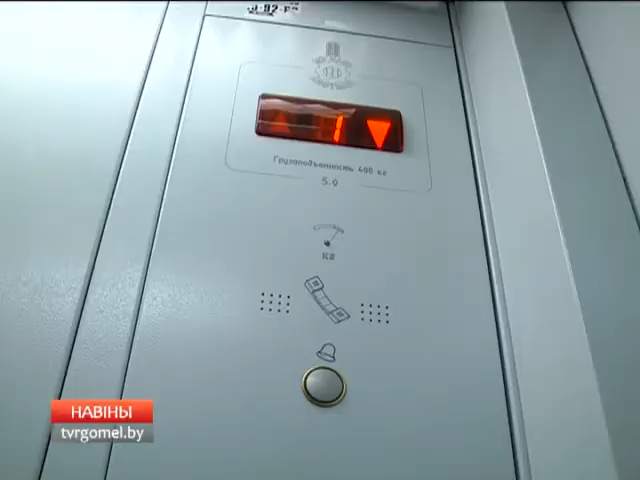 1
Грузоподъемность 400 кг
5.0
кг
НАВІНЫ
tvrgomel.by